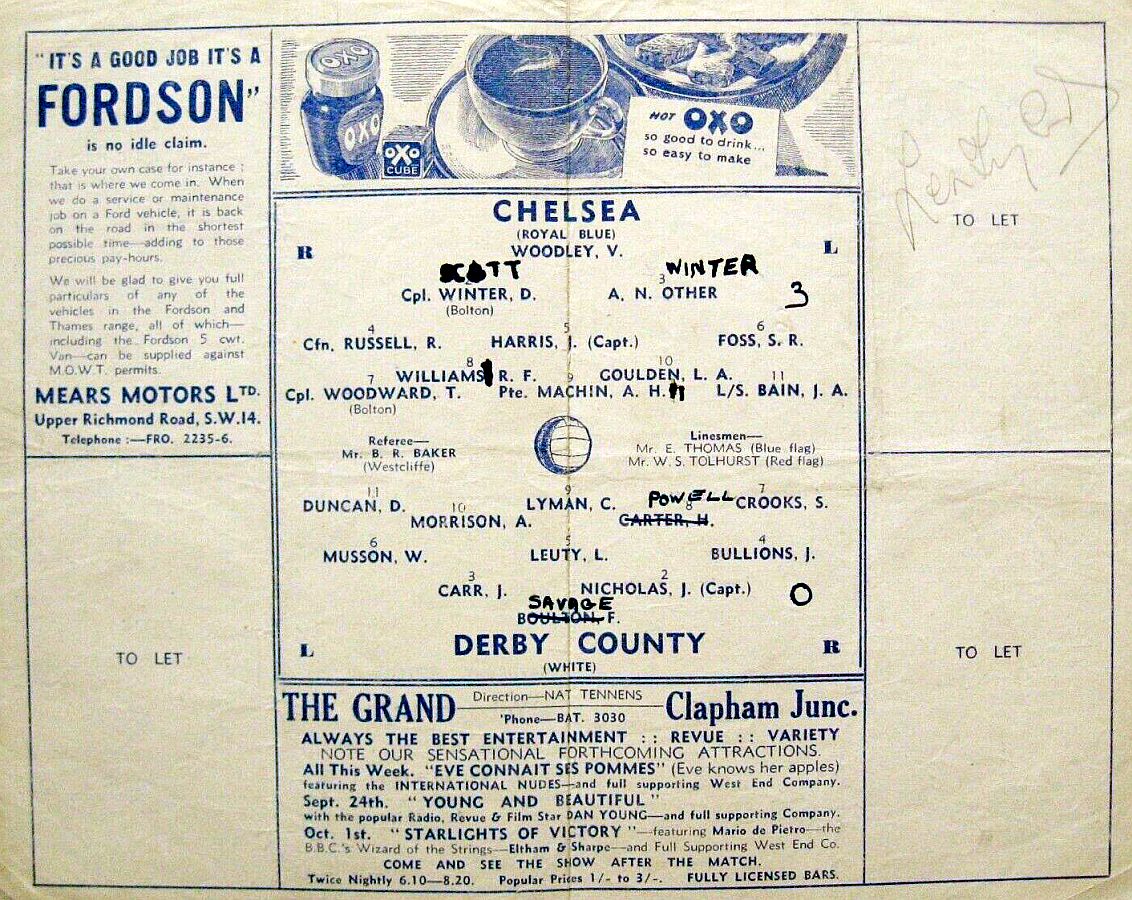 "IT'S A GOOD JOB IT'S A
FORDSON"
is no idle claim.
Take your own case for instance ;
that is where we come in. When
we do a service or maintenance
job on a Ford vehicle, it is back
on the road in the shortest
possible time—adding to those
precious pay-hours.
We will be glad to give you full
particulars of any of the
vehicles in the Fordson and
Thames range, all of which—
including the Fordson 5 cwt.
Van—can be supplied against
M.O.W.T. permits.
MEARS MOTORS LTD.
Upper Richmond Road, S.W.14.
Telephone :—FRO. 2235-6.
TO LET
OXO
OXO
OXO
CUBE
HOT OXO
so good to drink...
so easy to make
CHELSEA
(ROYAL BLUE)
R WOODLEY, V. L
SCOTT WINTER
3
Cpl. WINTER, D. A. N. OTHER 3
(Bolton)
4 5 6
Cfn. RUSSELL, R. HARRIS, J. (Capt.) FOSS, S. R.
8 10
WILLIAMS R. F. GOULDEN, L. A.
7 9 11
Cpl. WOODWARD, T. Pte. MACHIN, A. H. L/S. BAIN, J. A.
(Bolton)
Referee—
Mr. B. R. BAKER
(Westcliffe)
Linesmen—
Mr. E. THOMAS (Blue flag)
Mr. W. S. TOLHURST (Red flag)
11 9 POWELL 7
DUNCAN, D. LYMAN, C. CROOKS, S.
10 8
MORRISON, A. CARTER, H.
6 5 4
MUSSON, W. LEUTY, L. BULLIONS, J.
3 2
CARR, J. NICHOLAS, J. (Capt.) O
SAVAGE
BOULTON, F.
L DERBY COUNTY R
(WHITE)
THE GRAND Direction—NAT TENNENS Clapham Junc.
'Phone—BAT. 3030
ALWAYS THE BEST ENTERTAINMENT : : REVUE : : VARIETY
NOTE OUR SENSATIONAL FORTHCOMING ATTRACTIONS.
All This Week. "EVE CONNAIT SES POMMES" (Eve knows her apples)
featuring the INTERNATIONAL NUDES—and full supporting West End Company.
Sept. 24th. "YOUNG AND BEAUTIFUL"
with the popular Radio, Revue & Film Star DAN YOUNG—and full supporting Company.
Oct. 1st. "STARLIGHTS OF VICTORY"—featuring Mario de Pietro—the
B.B.C.'s Wizard of the Strings—Eltham & Sharpe—and Full Supporting West End Co.
COME AND SEE THE SHOW AFTER THE MATCH.
Twice Nightly 6.10—8.20. Popular Prices 1/- to 3/-. FULLY LICENSED BARS.
TO LET
TO LET